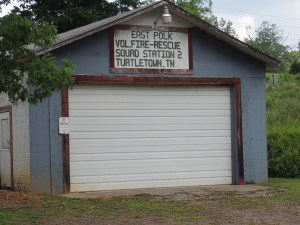 EAST POLK
VOL.FIRE-RESCUE
SQUAD STATION 2
TURTLETOWN,TN